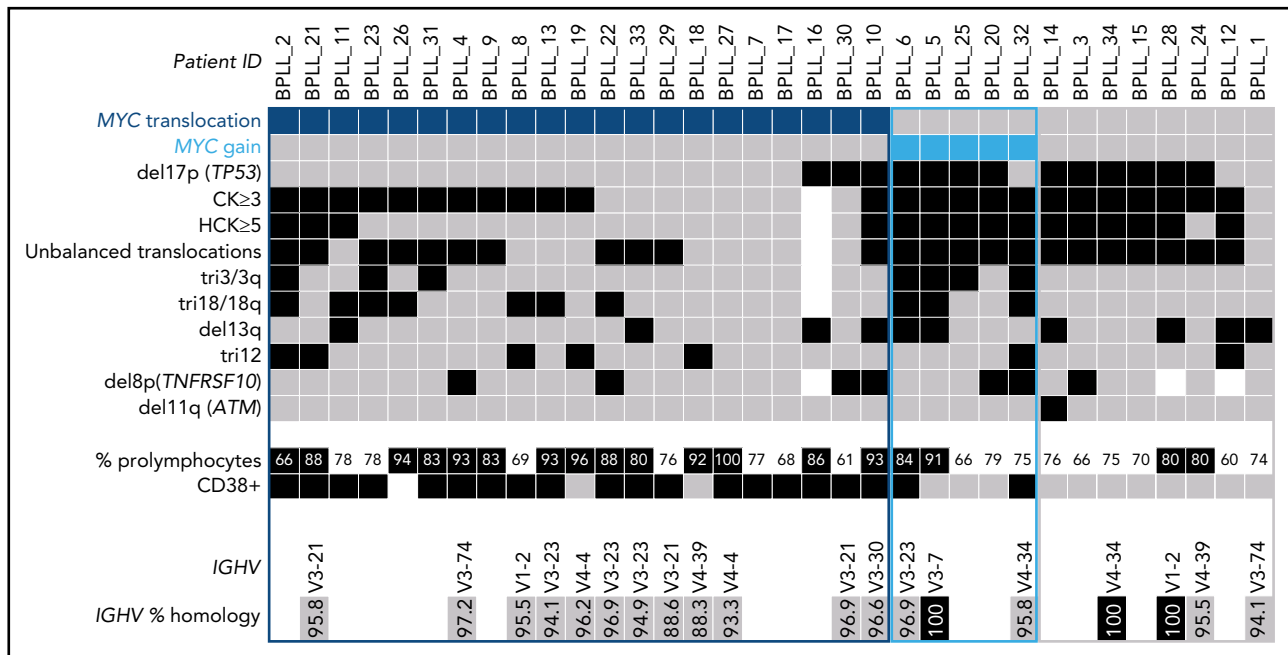 Patient ID BPLL_2 BPLL_21 BPLL_11 BPLL_23 BPLL_26 BPLL_31 BPLL_4 BPLL_9 BPLL_8 BPLL_13 BPLL_19 BPLL_22 BPLL_33 BPLL_29 BPLL_18 BPLL_27 BPLL_7 BPLL_17 BPLL_16 BPLL_30 BPLL_10 BPLL_6 BPLL_5 BPLL_25 BPLL_20 BPLL_32 BPLL_14 BPLL_3 BPLL_34 BPLL_15 BPLL_28 BPLL_24 BPLL_12 BPLL_1
MYC translocation
MYC gain
del17p (TP53)
CK≥3
HCK≥5
Unbalanced translocations
tri3/3q
tri18/18q
del13q
tri12
del8p(TNFRSF10)
del11q (ATM)
% prolymphocytes 66 88 78 78 94 83 93 83 69 93 96 88 80 76 92 100 77 68 86 61 93 84 91 66 79 75 76 66 75 70 80 80 60 74
CD38+
IGHV V3-21 V3-74 V1-2 V3-23 V4-4 V3-23 V3-23 V3-21 V4-39 V4-4 V3-21 V3-30 V3-23 V3-7 V4-34 V4-34 V1-2 V4-39 V3-74
IGHV % homology 95.8 97.2 95.5 94.1 96.2 96.9 94.9 88.6 88.3 93.3 96.9 96.6 96.9 100 95.8 100 100 95.5 94.1